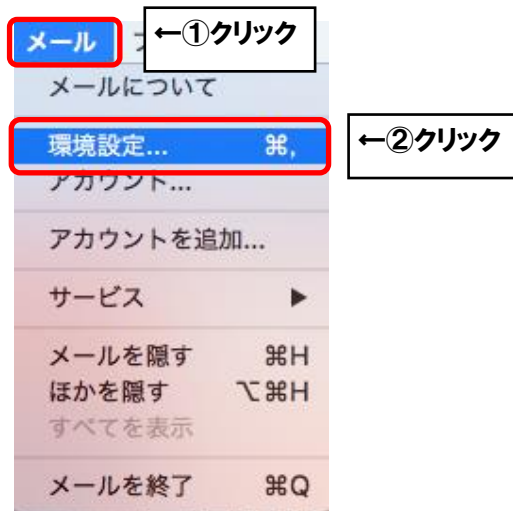 メール
←①クリック
メールについて
環境設定... ⌘,
←②クリック
アカウント...
アカウントを追加...
サービス ▶
メールを隠す ⌘H
ほかを隠す ⌥⌘H
すべてを表示
メールを終了 ⌘Q